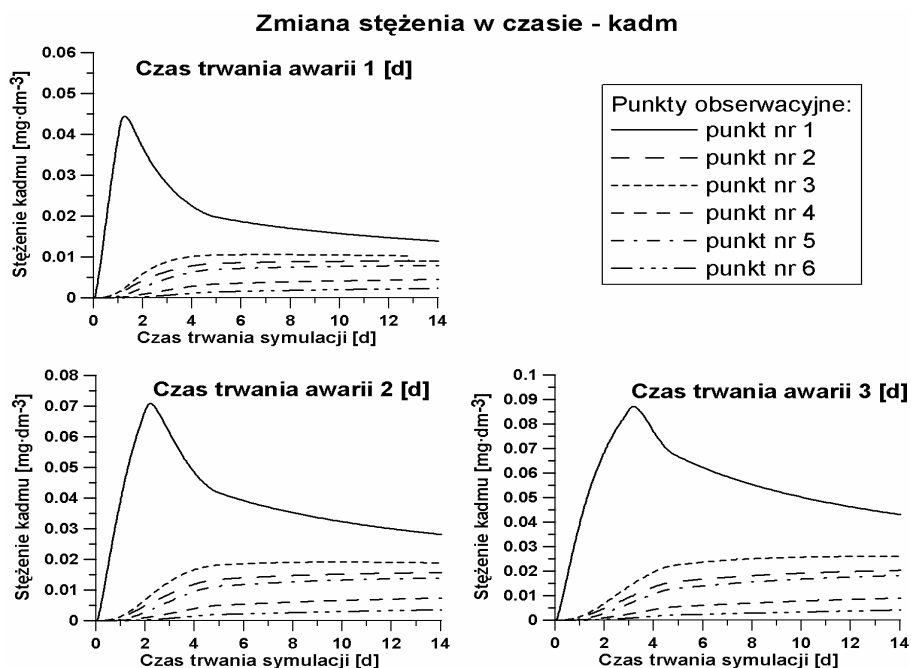 Zmiana stężenia w czasie - kadm
Czas trwania awarii 1 [d]
Stężenie kadmu [mg·dm-3]
0.06
0.05
0.04
0.03
0.02
0.01
0
0 2 4 6 8 10 12 14
Czas trwania symulacji [d]
Punkty obserwacyjne:
punkt nr 1
punkt nr 2
punkt nr 3
punkt nr 4
punkt nr 5
punkt nr 6
Czas trwania awarii 2 [d]
Stężenie kadmu [mg·dm-3]
0.08
0.07
0.06
0.05
0.04
0.03
0.02
0.01
0
0 2 4 6 8 10 12 14
Czas trwania symulacji [d]
Czas trwania awarii 3 [d]
Stężenie kadmu [mg·dm-3]
0.1
0.09
0.08
0.07
0.06
0.05
0.04
0.03
0.02
0.01
0
0 2 4 6 8 10 12 14
Czas trwania symulacji [d]